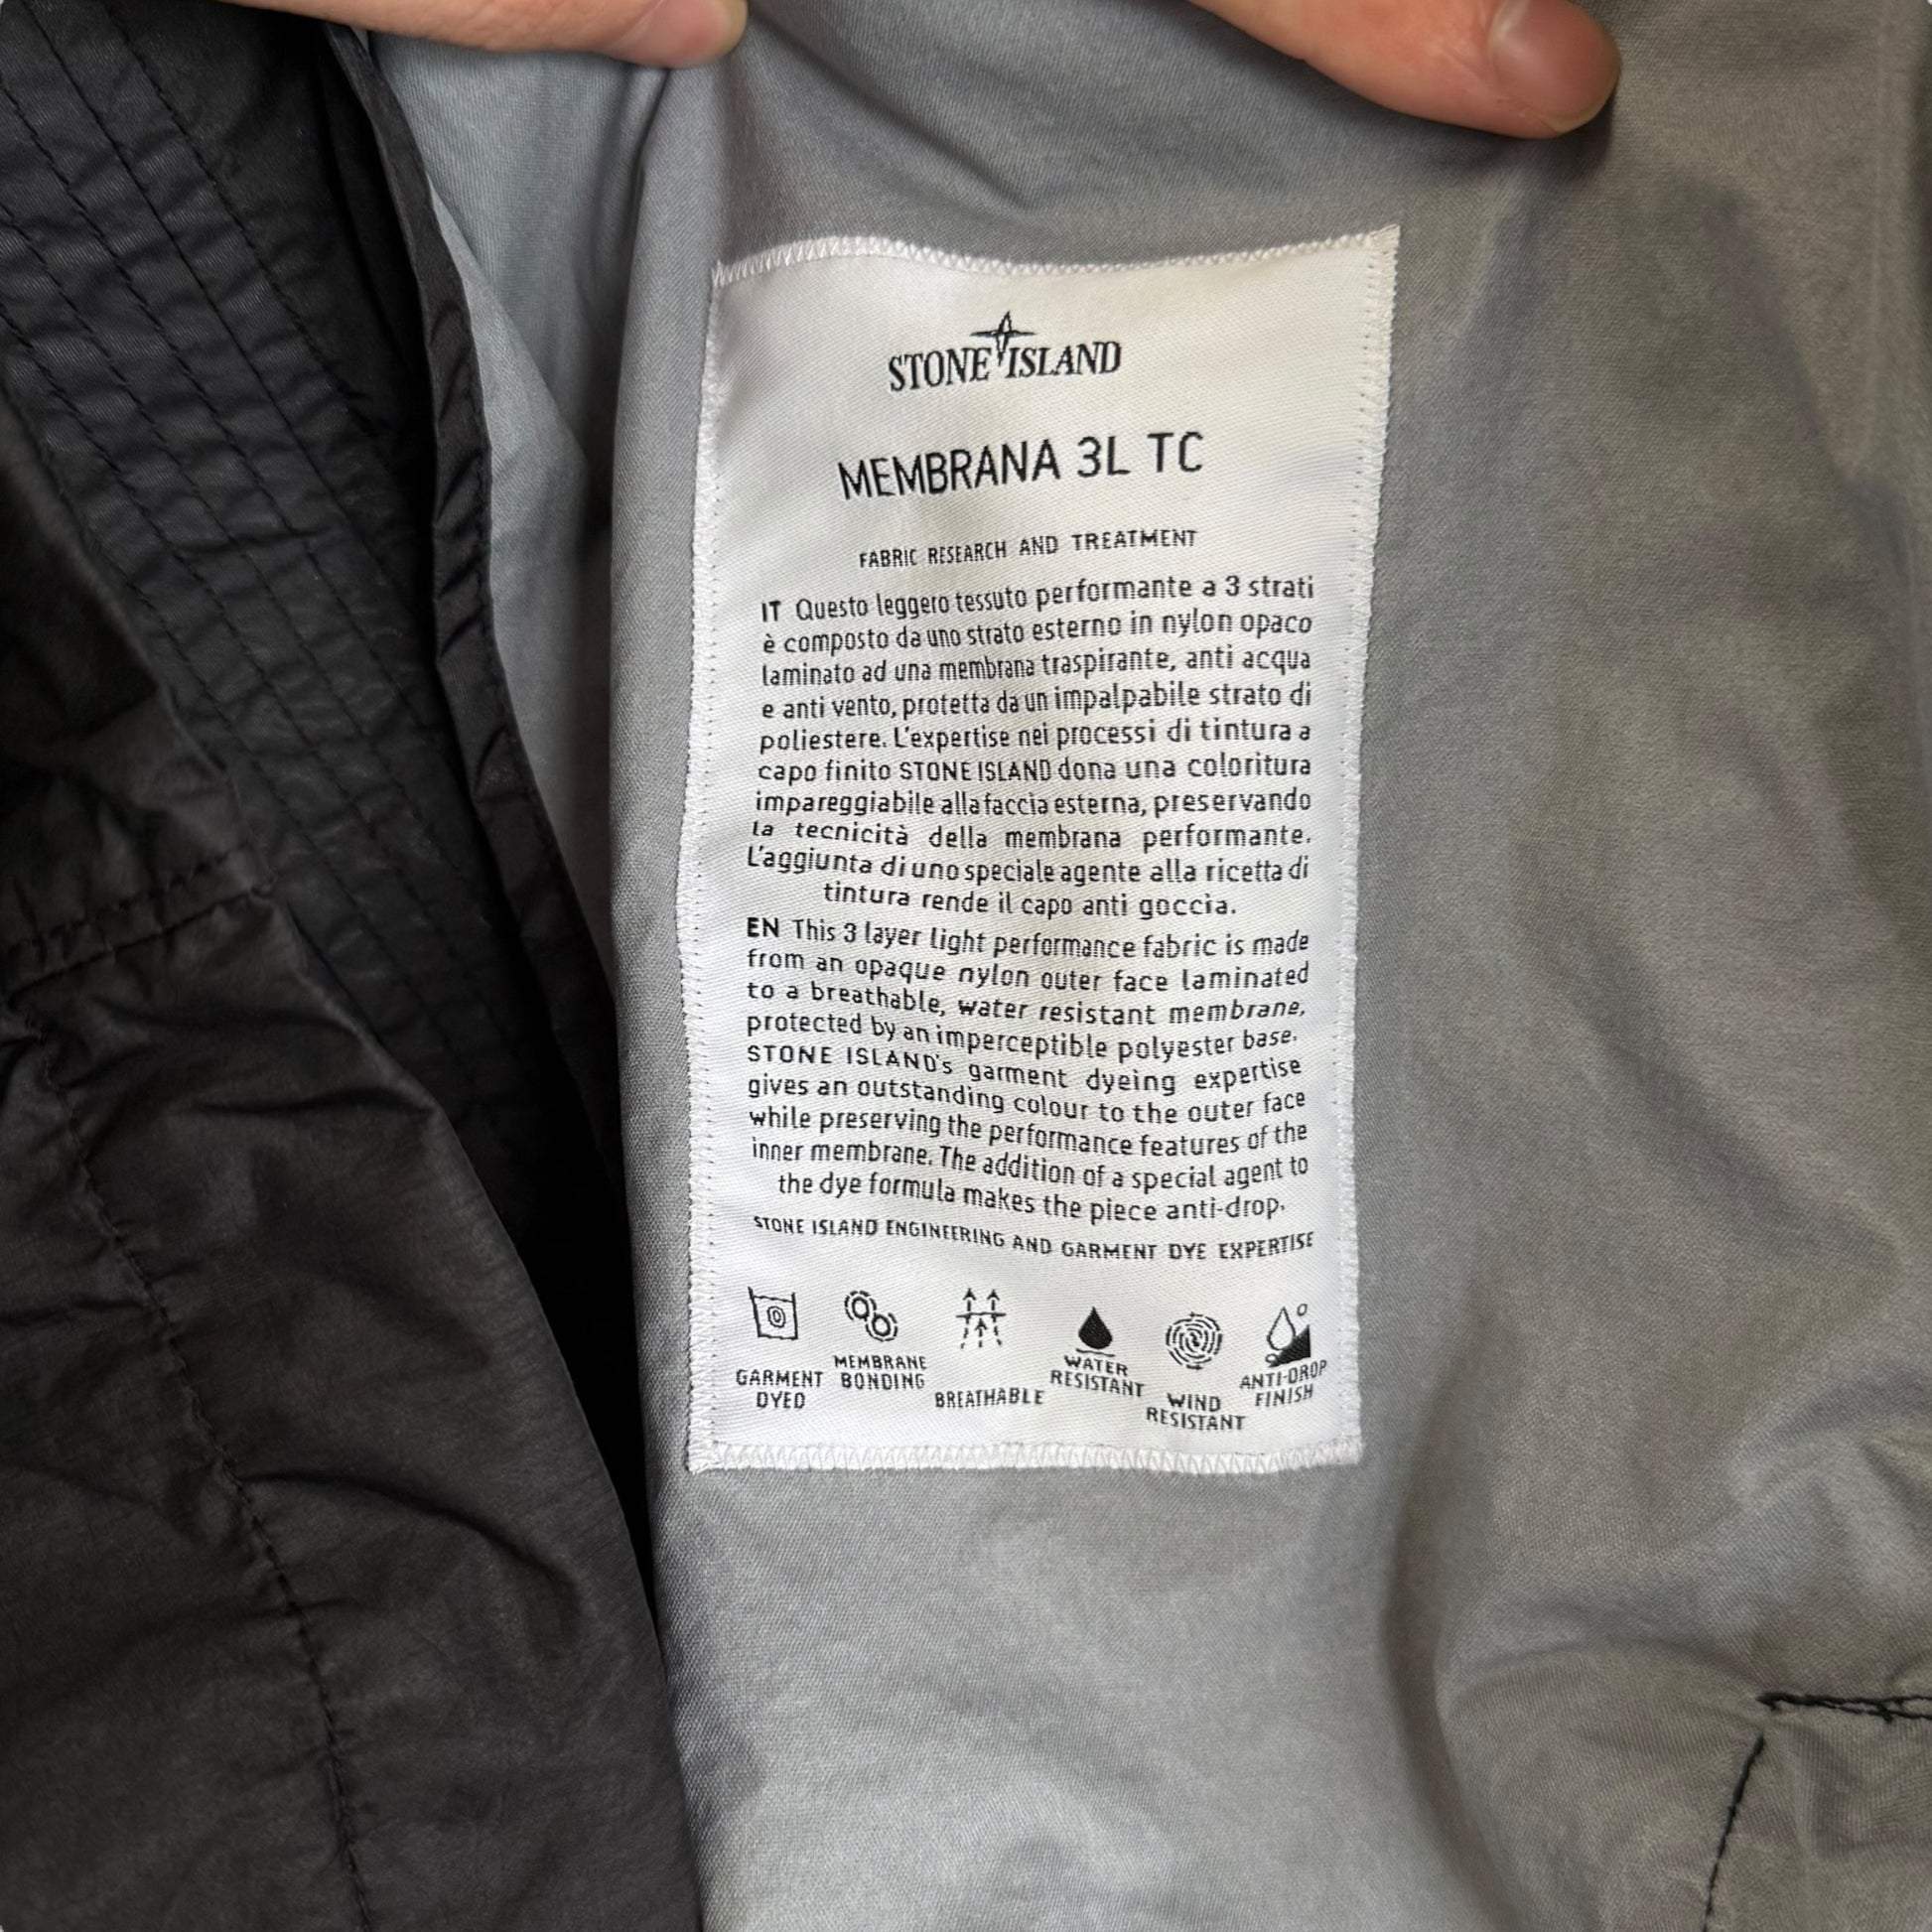 STONE ISLAND
MEMBRANA 3L TC
FABRIC RESEARCH AND TREATMENT
IT Questo leggero tessuto performante a 3 strati
è composto da uno strato esterno in nylon opaco
laminato ad una membrana traspirante, anti acqua
e anti vento, protetta da un impalpabile strato di
poliestere. L'expertise nei processi di tintura a
capo finito STONE ISLAND dona una coloritura
impareggiabile alla faccia esterna, preservando
la tecnicità della membrana performante.
L'aggiunta di uno speciale agente alla ricetta di
tintura rende il capo anti goccia.
EN This 3 layer light performance fabric is made
from an opaque nylon outer face laminated
to a breathable, water resistant membrane,
protected by an imperceptible polyester base.
STONE ISLAND's garment dyeing expertise
gives an outstanding colour to the outer face
while preserving the performance features of the
inner membrane. The addition of a special agent to
the dye formula makes the piece anti-drop.
STONE ISLAND ENGINEERING AND GARMENT DYE EXPERTISE
GARMENT
DYED
MEMBRANE
BONDING
BREATHABLE
WATER
RESISTANT
WIND
RESISTANT
ANTI-DROP
FINISH